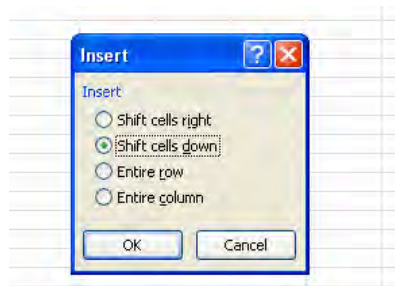 Insert ?
Insert
Shift cells right
Shift cells down
Entire row
Entire column
OK Cancel